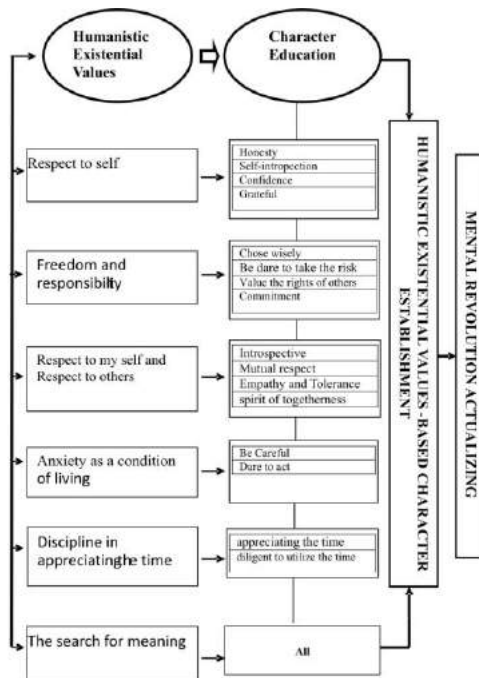 Humanistic
Existential
Values
Character
Education
Respect to self
Honesty
Self-intropection
Confidence
Grateful
Freedom and
responsibility
Chose wisely
Be dare to take the risk
Value the rights of others
Commitment
Respect to my self and
Respect to others
Introspective
Mutual respect
Empathy and Tolerance
spirit of togetherness
Anxiety as a condition
of living
Be Careful
Dare to act
Discipline in
appreciating the time
appreciating the time
diligent to utilize the time
The search for meaning
All
HUMANISTIC EXISTENTIAL VALUES -BASED CHARACTER
ESTABLISHMENT
MENTAL REVOLUTION ACTUALIZING